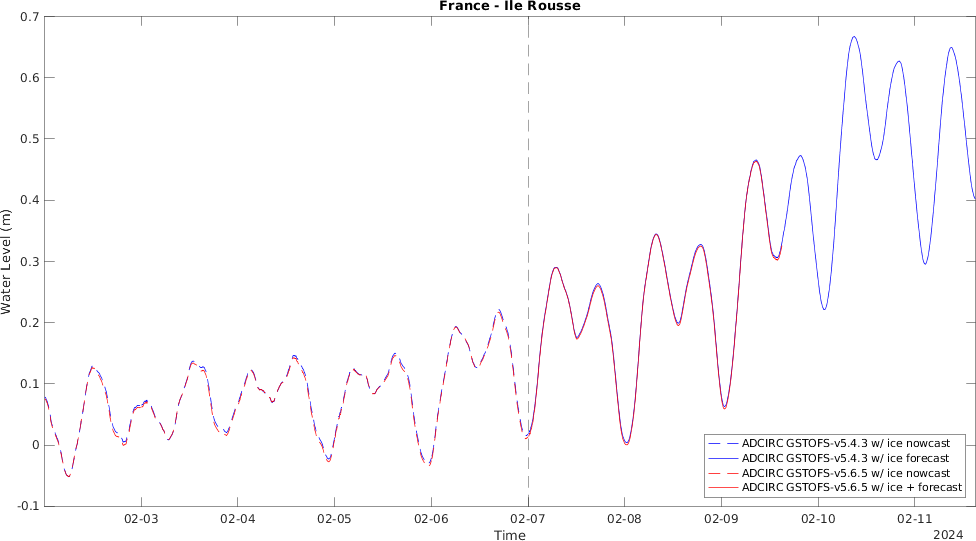 France - Ile Rousse
0.7
0.6
0.5
0.4
0.3
0.2
0.1
0
-0.1
Water Level (m)
02-03 02-04 02-05 02-06 02-07 02-08 02-09 02-10 02-11
Time
2024
ADCIRC GSTOFS-v5.4.3 w/ ice nowcast
ADCIRC GSTOFS-v5.4.3 w/ ice forecast
ADCIRC GSTOFS-v5.6.5 w/ ice nowcast
ADCIRC GSTOFS-v5.6.5 w/ ice + forecast